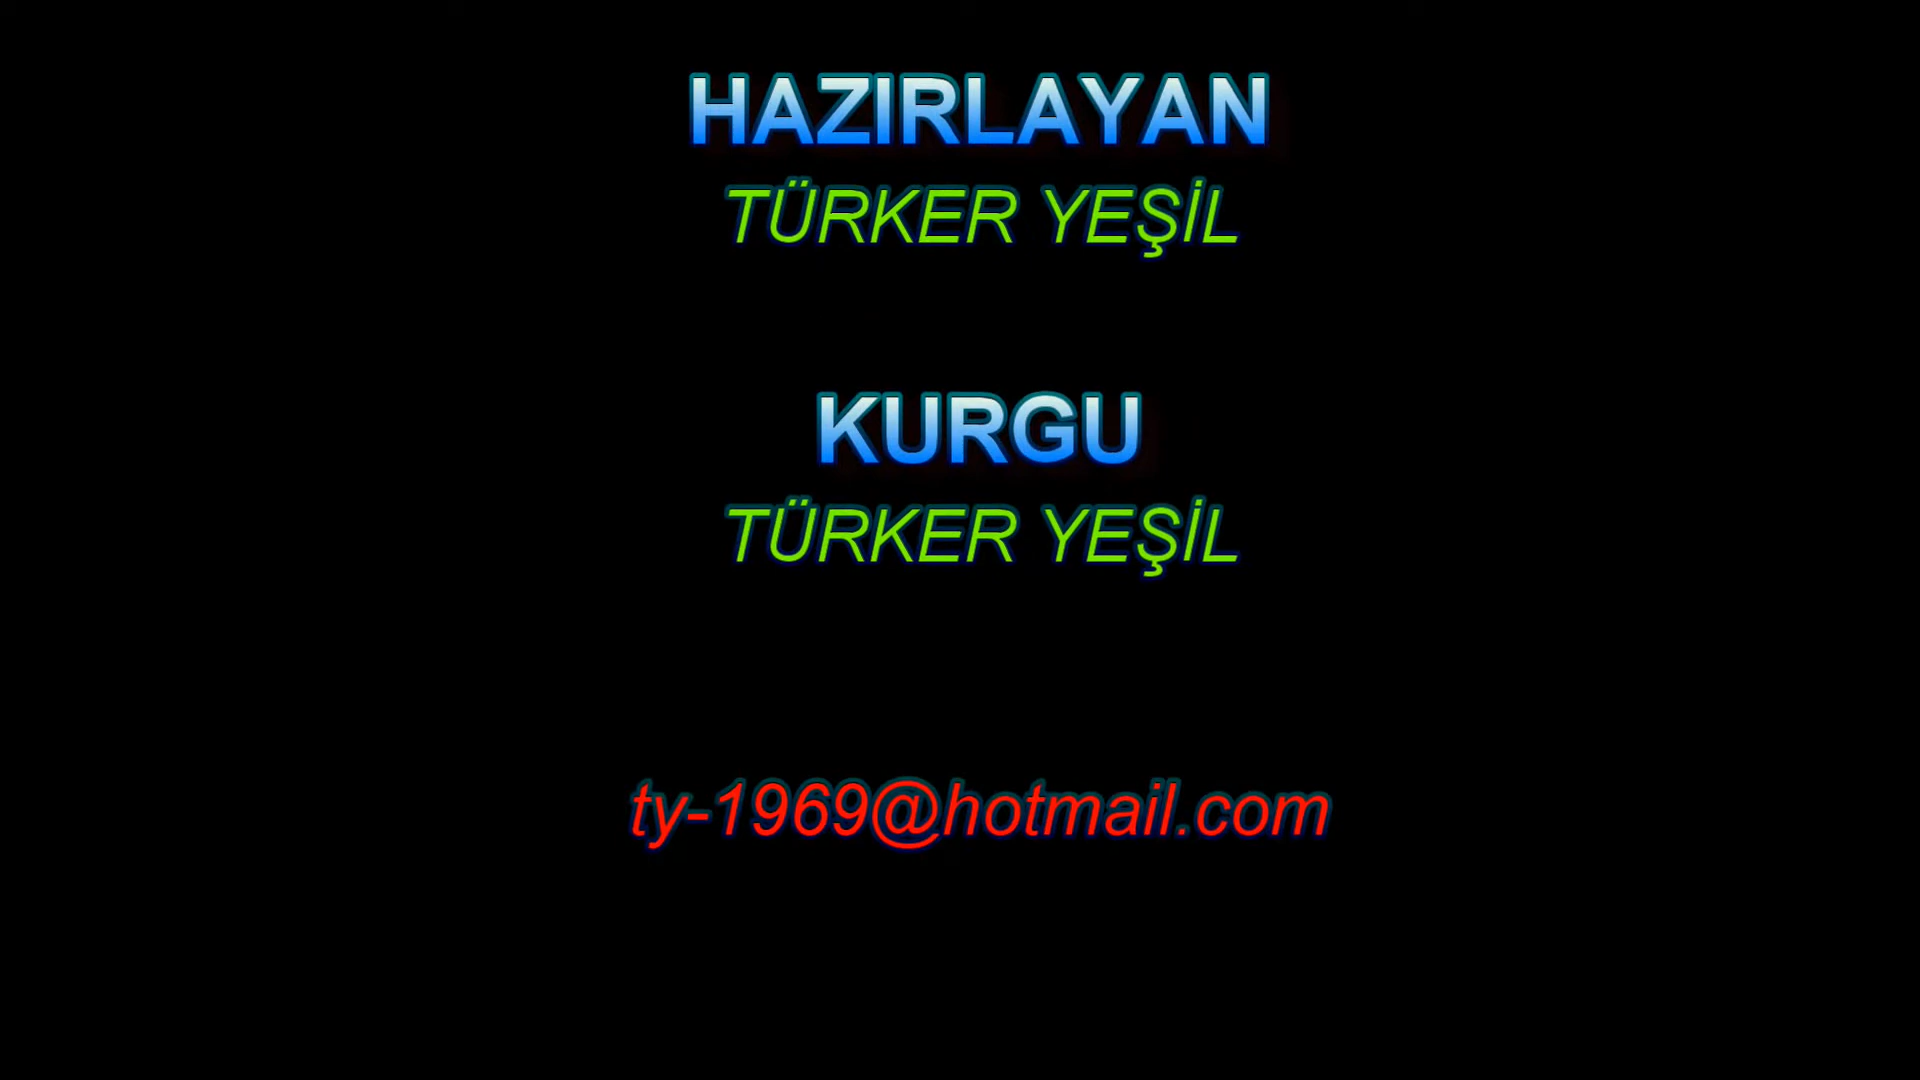 HAZIRLAYAN
TÜRKER YEŞİL
KURGU
TÜRKER YEŞİL
ty-1969@hotmail.com